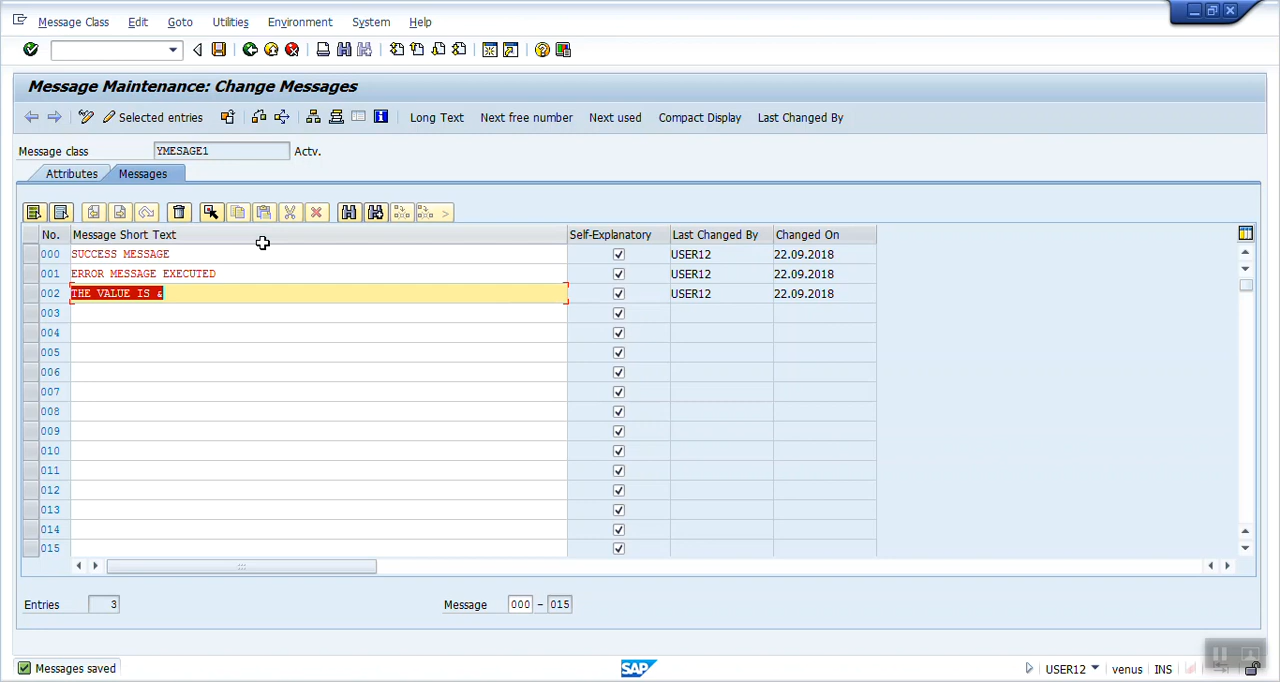 Message Class Edit Goto Utilities Environment System Help
Message Maintenance: Change Messages
Selected entries Long Text Next free number Next used Compact Display Last Changed By
Message class YMESAGE1 Actv.
Attributes Messages
No. Message Short Text Self-Explanatory Last Changed By Changed On
000 SUCCESS MESSAGE USER12 22.09.2018
001 ERROR MESSAGE EXECUTED USER12 22.09.2018
002 THE VALUE IS & USER12 22.09.2018
003
004
005
006
007
008
009
010
011
012
013
014
015
Entries 3 Message 000 - 015
Messages saved SAP USER12 venus INS